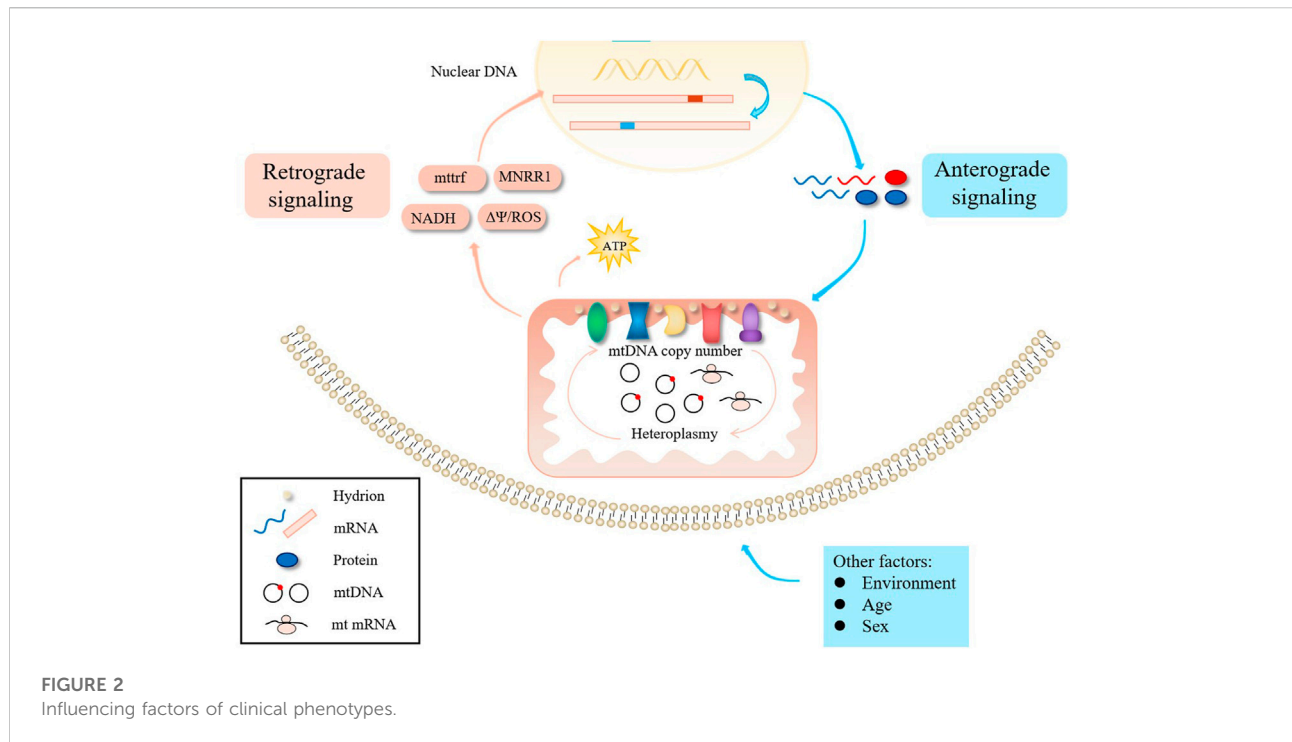 Nuclear DNA
Retrograde
signaling
mttrf
MNRR1
NADH
ΔΨ/ROS
ATP
Anterograde
signaling
mtDNA copy number
Heteroplasmy
Hydrion
mRNA
Protein
mtDNA
mt mRNA
Other factors:
● Environment
● Age
● Sex
FIGURE 2
Influencing factors of clinical phenotypes.